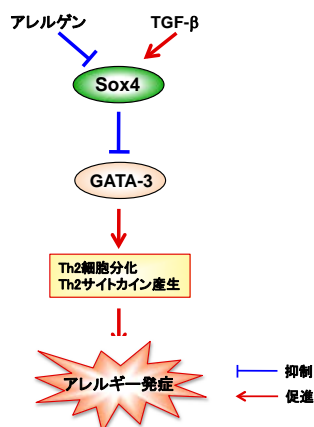 アレルゲン
TGF-β
Sox4
GATA-3
Th2細胞分化
Th2サイトカイン産生
アレルギー発症
抑制
促進